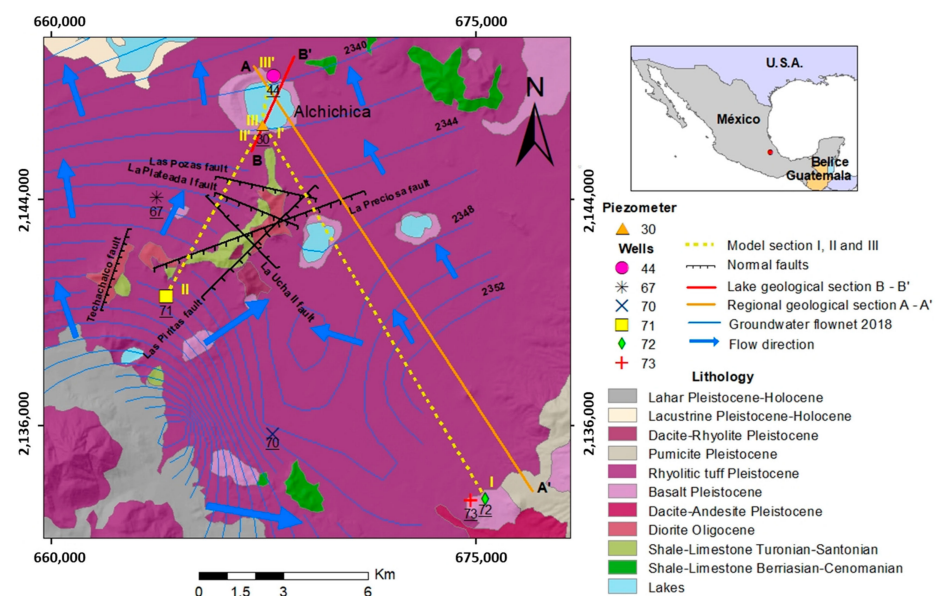 660,000
675,000
2,144,000
2,136,000
2,144,000
2,136,000
660,000
675,000
A
III'
B'
44
Alchichica
III
II'
30
I'
B
2340
2344
2348
2352
Las Pozas fault
La Plateada I fault
La Preciosa fault
67
Techachalco fault
II
71
La Ucha II fault
Las Piritas fault
70
I
A'
73
72
N
Km
0 1.5 3 6
U.S.A.
México
Belice
Guatemala
Piezometer
30
Wells
44
67
70
71
72
73
Model section I, II and III
Normal faults
Lake geological section B - B'
Regional geological section A - A'
Groundwater flownet 2018
Flow direction
Lithology
Lahar Pleistocene-Holocene
Lacustrine Pleistocene-Holocene
Dacite-Rhyolite Pleistocene
Pumicite Pleistocene
Rhyolitic tuff Pleistocene
Basalt Pleistocene
Dacite-Andesite Pleistocene
Diorite Oligocene
Shale-Limestone Turonian-Santonian
Shale-Limestone Berriasian-Cenomanian
Lakes